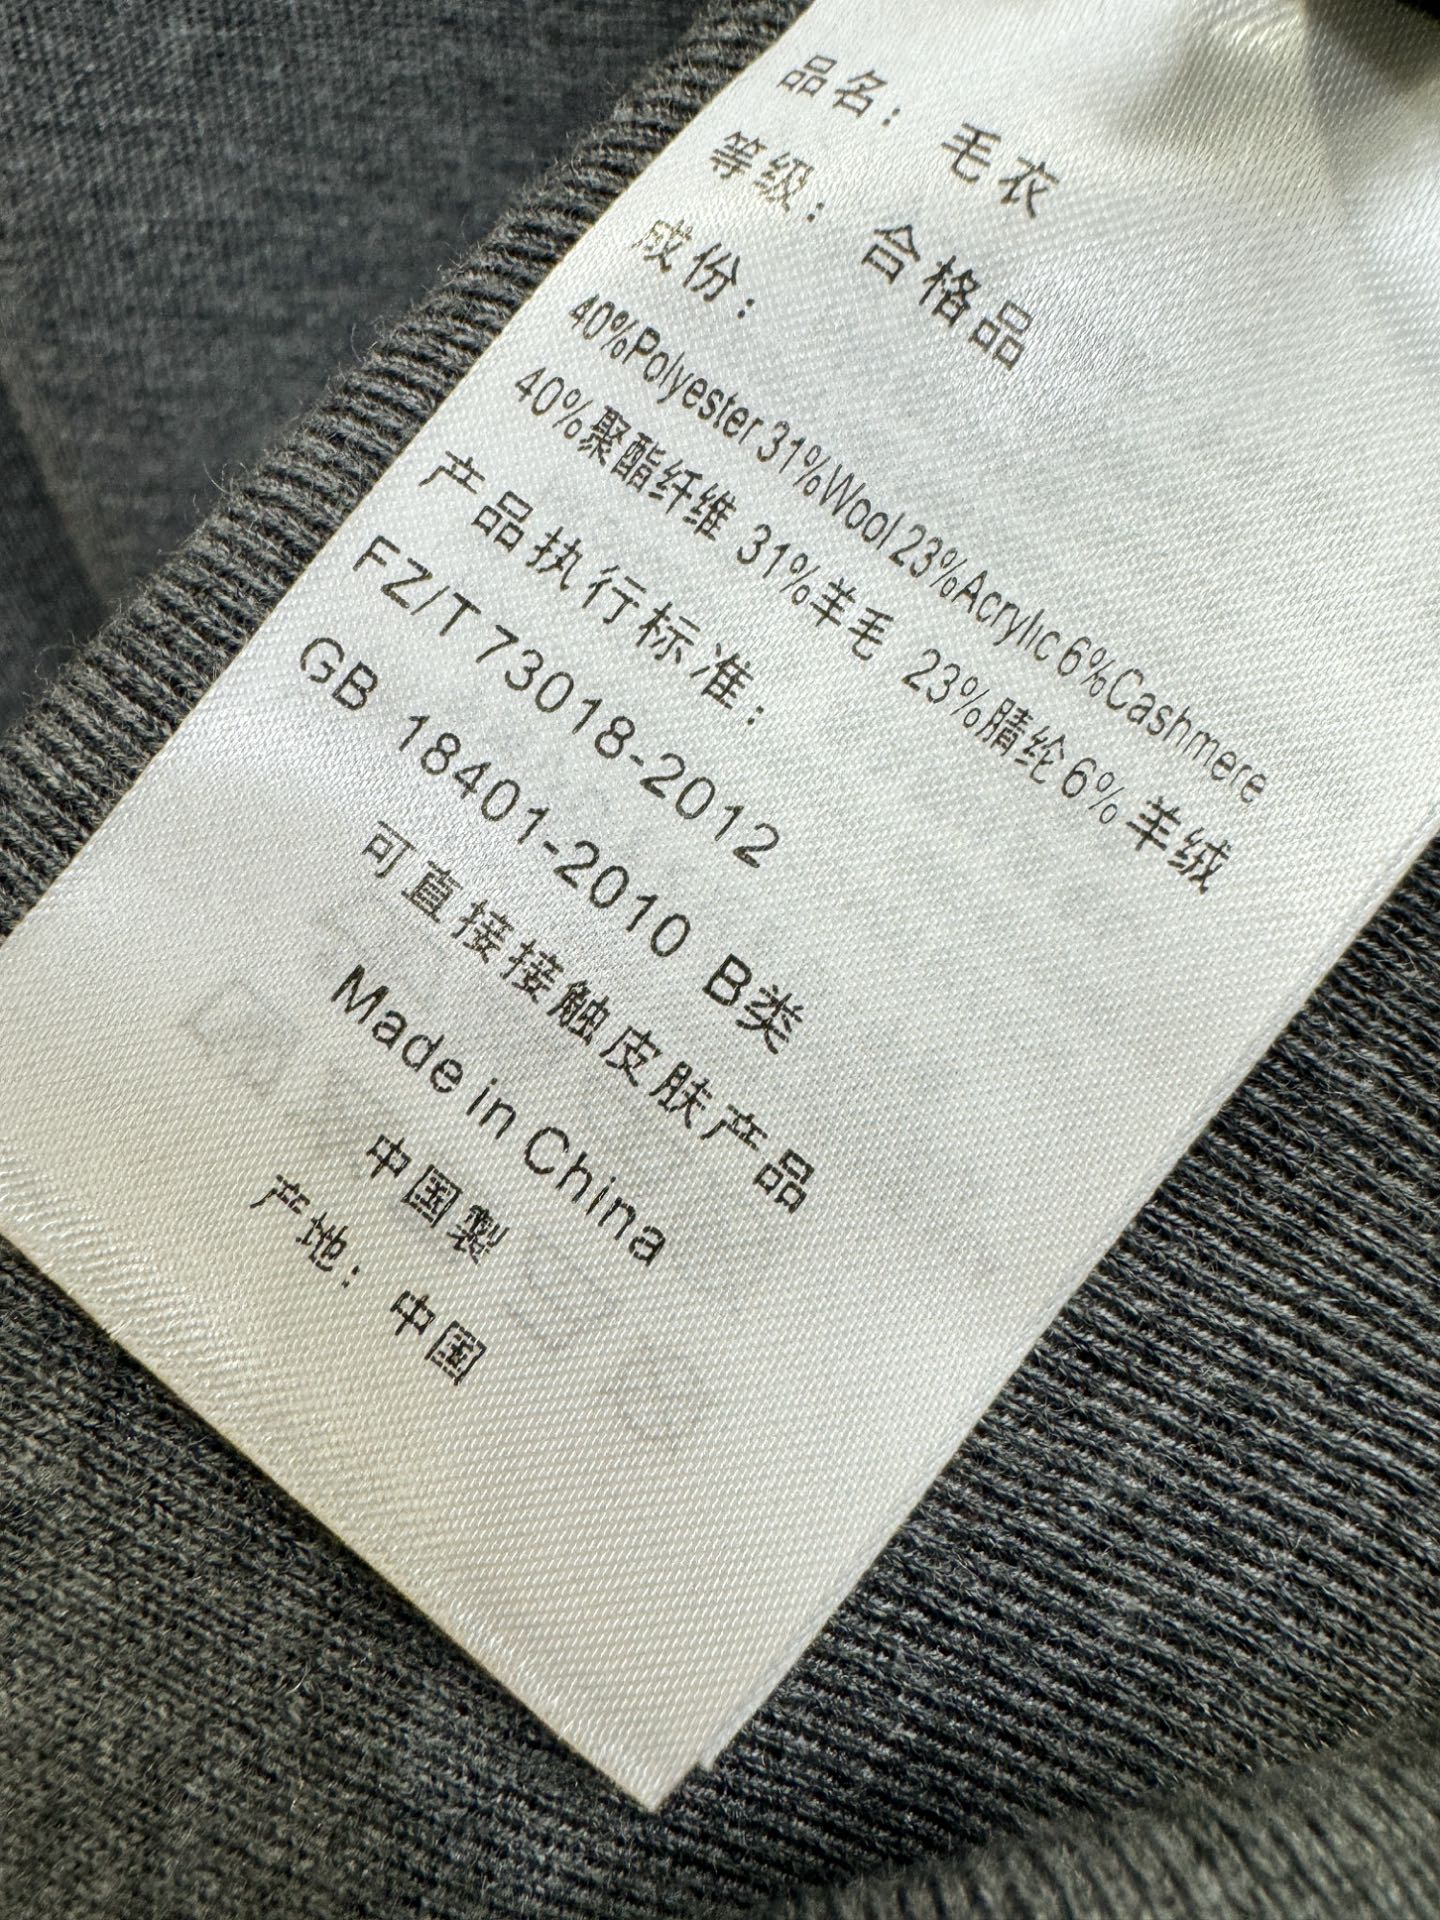 品名： 毛衣
等级： 合格品
成份：
40%Polyester 31%Wool 23%Acrylic 6%Cashmere
40%聚酯纤维 31%羊毛 23%腈纶 6%羊绒
产品执行标准：
FZ/T 73018-2012
GB 18401-2010 B类
可直接接触皮肤产品
Made in China
中国製
产地：中国